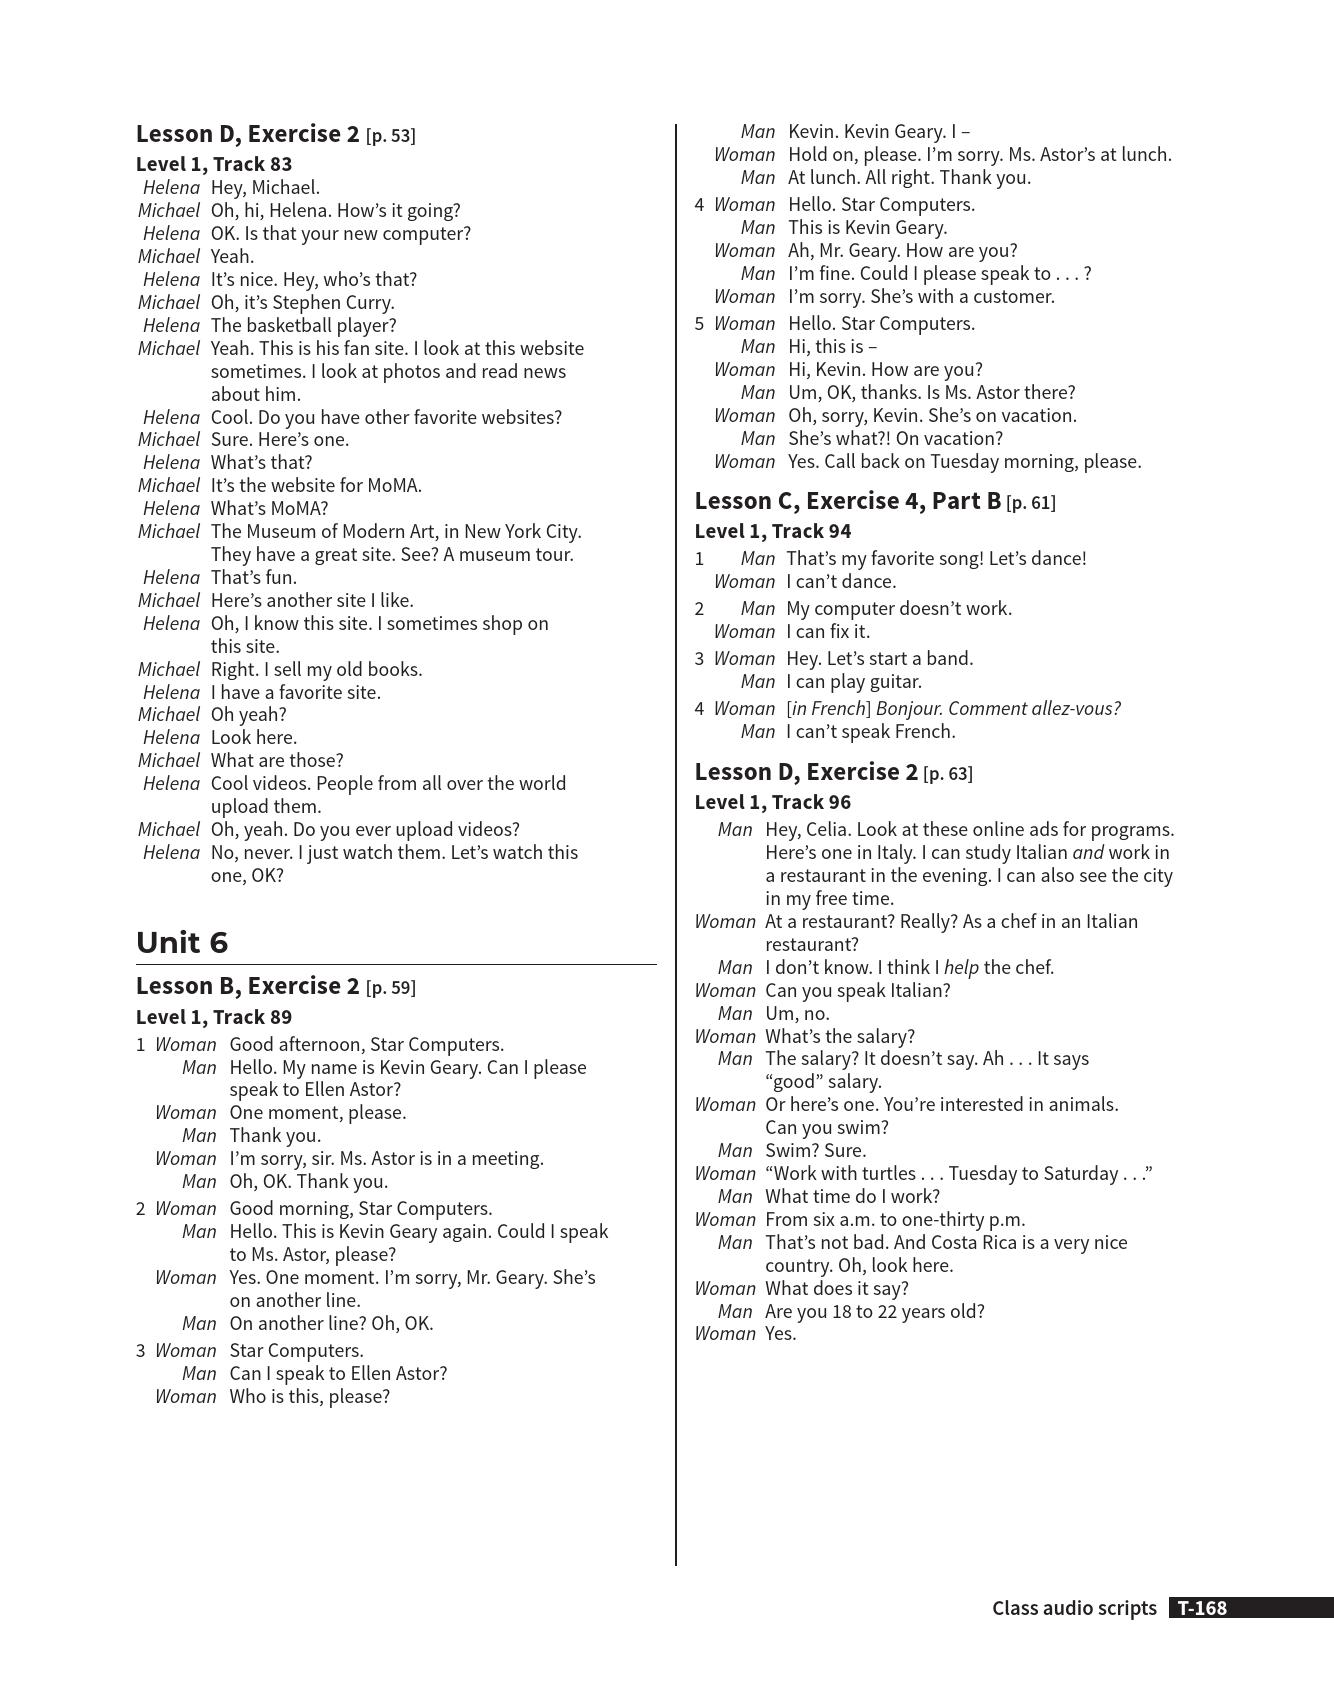 Lesson D, Exercise 2 [p. 53]
Level 1, Track 83
Helena Hey, Michael.
Michael Oh, hi, Helena. How’s it going?
Helena OK. Is that your new computer?
Michael Yeah.
Helena It’s nice. Hey, who’s that?
Michael Oh, it’s Stephen Curry.
Helena The basketball player?
Michael Yeah. This is his fan site. I look at this website
sometimes. I look at photos and read news
about him.
Helena Cool. Do you have other favorite websites?
Michael Sure. Here’s one.
Helena What’s that?
Michael It’s the website for MoMA.
Helena What’s MoMA?
Michael The Museum of Modern Art, in New York City.
They have a great site. See? A museum tour.
Helena That’s fun.
Michael Here’s another site I like.
Helena Oh, I know this site. I sometimes shop on
this site.
Michael Right. I sell my old books.
Helena I have a favorite site.
Michael Oh yeah?
Helena Look here.
Michael What are those?
Helena Cool videos. People from all over the world
upload them.
Michael Oh, yeah. Do you ever upload videos?
Helena No, never. I just watch them. Let’s watch this
one, OK?
Unit 6
Lesson B, Exercise 2 [p. 59]
Level 1, Track 89
1 Woman Good afternoon, Star Computers.
Man Hello. My name is Kevin Geary. Can I please
speak to Ellen Astor?
Woman One moment, please.
Man Thank you.
Woman I’m sorry, sir. Ms. Astor is in a meeting.
Man Oh, OK. Thank you.
2 Woman Good morning, Star Computers.
Man Hello. This is Kevin Geary again. Could I speak
to Ms. Astor, please?
Woman Yes. One moment. I’m sorry, Mr. Geary. She’s
on another line.
Man On another line? Oh, OK.
3 Woman Star Computers.
Man Can I speak to Ellen Astor?
Woman Who is this, please?
Man Kevin. Kevin Geary. I –
Woman Hold on, please. I’m sorry. Ms. Astor’s at lunch.
Man At lunch. All right. Thank you.
4 Woman Hello. Star Computers.
Man This is Kevin Geary.
Woman Ah, Mr. Geary. How are you?
Man I’m fine. Could I please speak to . . . ?
Woman I’m sorry. She’s with a customer.
5 Woman Hello. Star Computers.
Man Hi, this is –
Woman Hi, Kevin. How are you?
Man Um, OK, thanks. Is Ms. Astor there?
Woman Oh, sorry, Kevin. She’s on vacation.
Man She’s what?! On vacation?
Woman Yes. Call back on Tuesday morning, please.
Lesson C, Exercise 4, Part B [p. 61]
Level 1, Track 94
1 Man That’s my favorite song! Let’s dance!
Woman I can’t dance.
2 Man My computer doesn’t work.
Woman I can fix it.
3 Woman Hey. Let’s start a band.
Man I can play guitar.
4 Woman [in French] Bonjour. Comment allez-vous?
Man I can’t speak French.
Lesson D, Exercise 2 [p. 63]
Level 1, Track 96
Man Hey, Celia. Look at these online ads for programs.
Here’s one in Italy. I can study Italian and work in
a restaurant in the evening. I can also see the city
in my free time.
Woman At a restaurant? Really? As a chef in an Italian
restaurant?
Man I don’t know. I think I help the chef.
Woman Can you speak Italian?
Man Um, no.
Woman What’s the salary?
Man The salary? It doesn’t say. Ah . . . It says
“good” salary.
Woman Or here’s one. You’re interested in animals.
Can you swim?
Man Swim? Sure.
Woman “Work with turtles . . . Tuesday to Saturday . . .”
Man What time do I work?
Woman From six a.m. to one-thirty p.m.
Man That’s not bad. And Costa Rica is a very nice
country. Oh, look here.
Woman What does it say?
Man Are you 18 to 22 years old?
Woman Yes.
Class audio scripts T-168